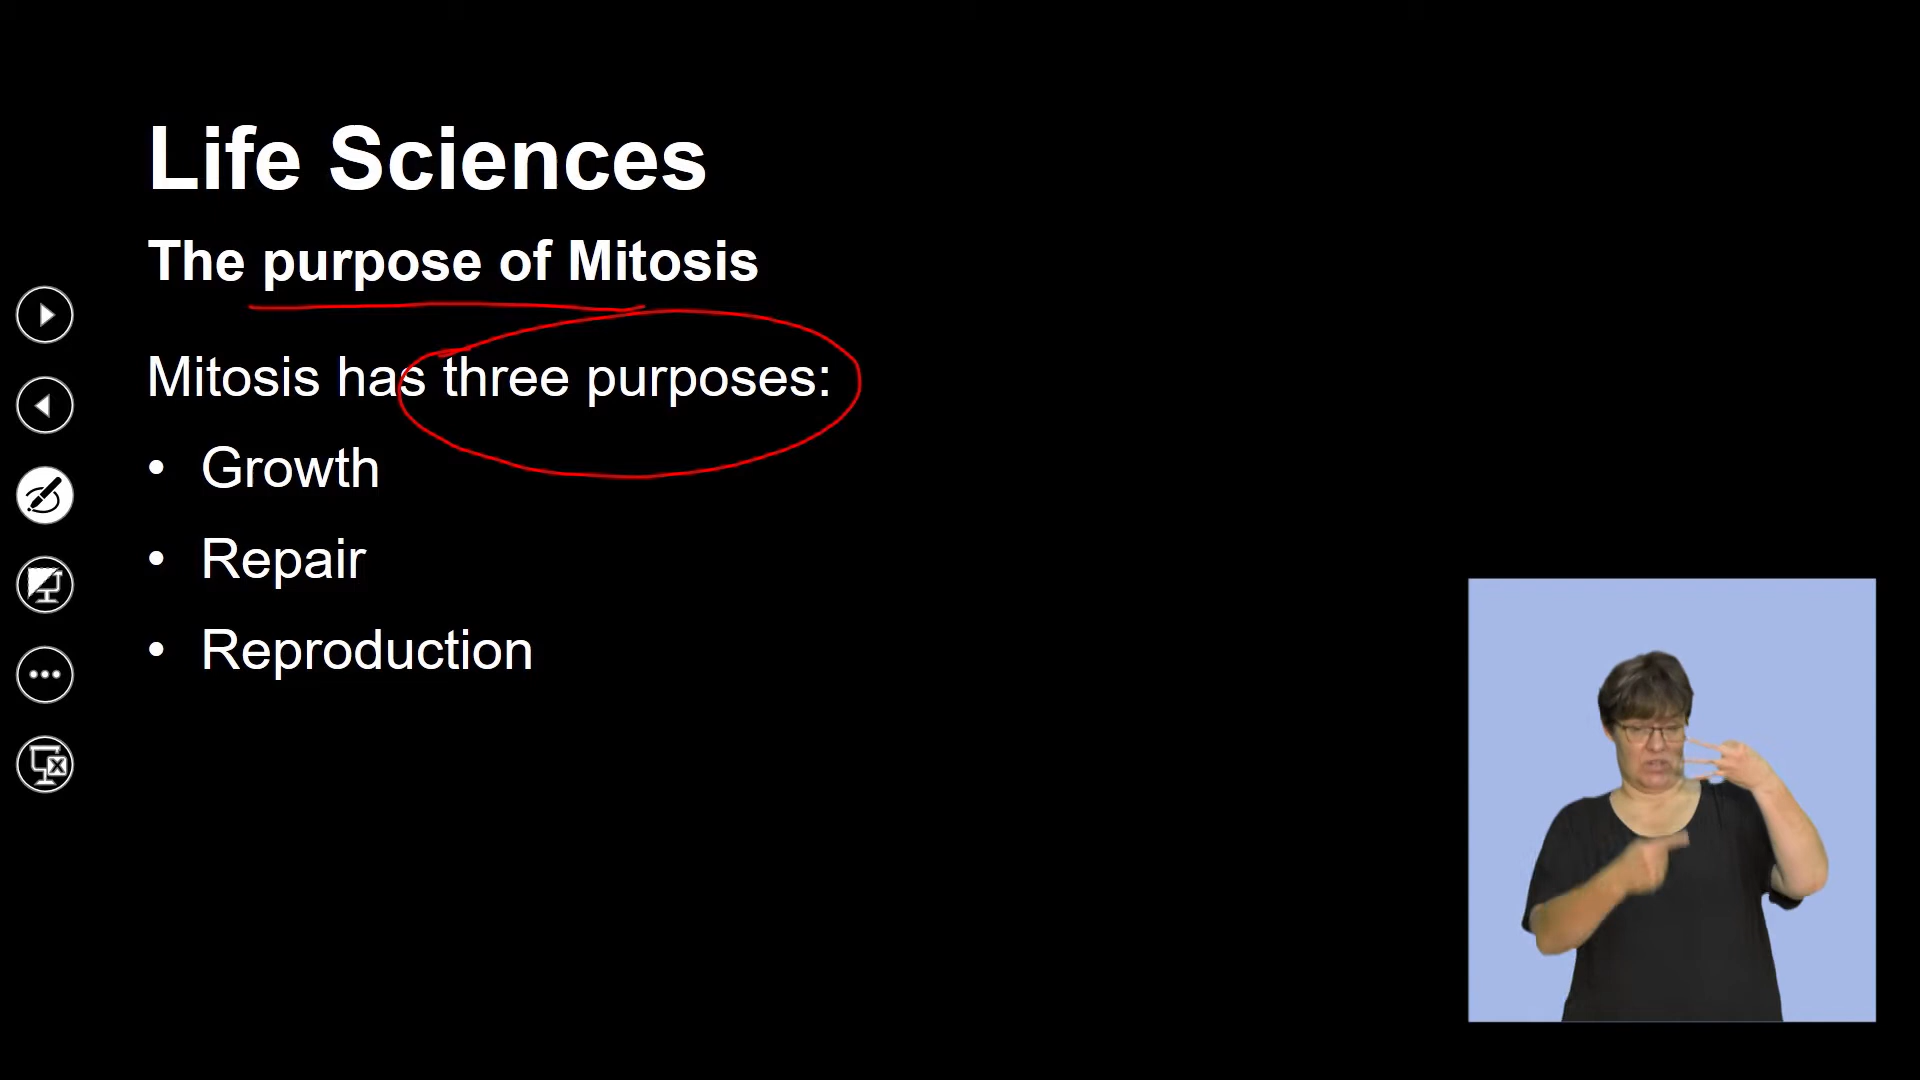 Life Sciences
The purpose of Mitosis
Mitosis has three purposes:
• Growth
• Repair
• Reproduction